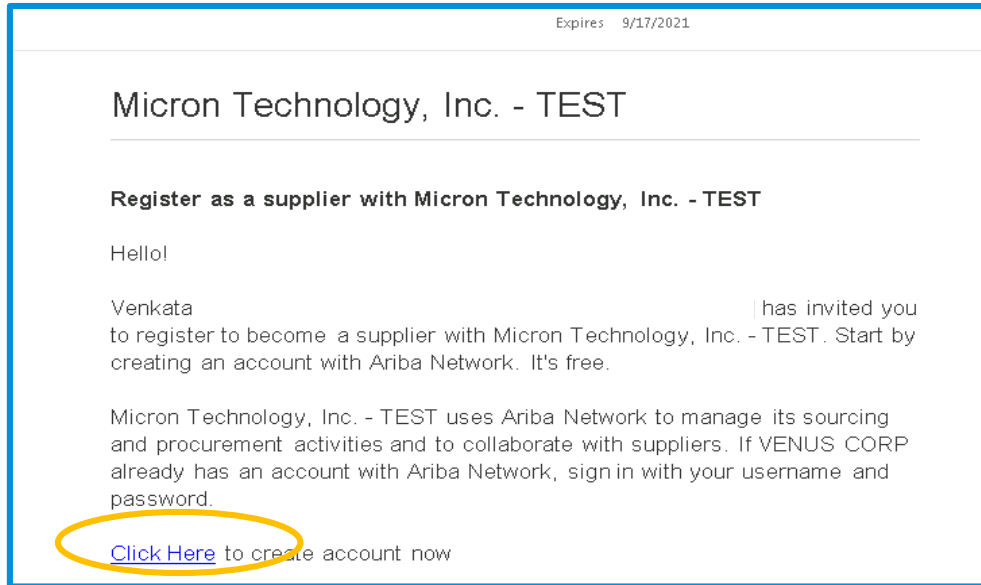 Expires 9/17/2021
Micron Technology, Inc. - TEST
Register as a supplier with Micron Technology, Inc. - TEST
Hello!
Venkata has invited you
to register to become a supplier with Micron Technology, Inc. - TEST. Start by
creating an account with Ariba Network. It's free.
Micron Technology, Inc. - TEST uses Ariba Network to manage its sourcing
and procurement activities and to collaborate with suppliers. If VENUS CORP
already has an account with Ariba Network, sign in with your username and
password.
Click Here to create account now